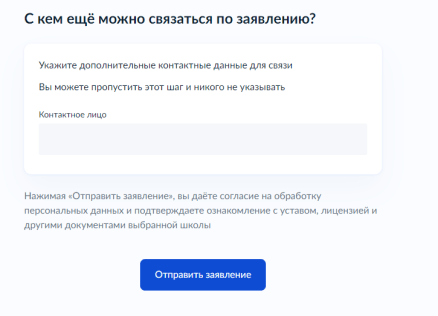 С кем ещё можно связаться по заявлению?
Укажите дополнительные контактные данные для связи
Вы можете пропустить этот шаг и никого не указывать
Контактное лицо
Нажимая «Отправить заявление», вы даёте согласие на обработку
персональных данных и подтверждаете ознакомление с уставом, лицензией и
другими документами выбранной школы
Отправить заявление